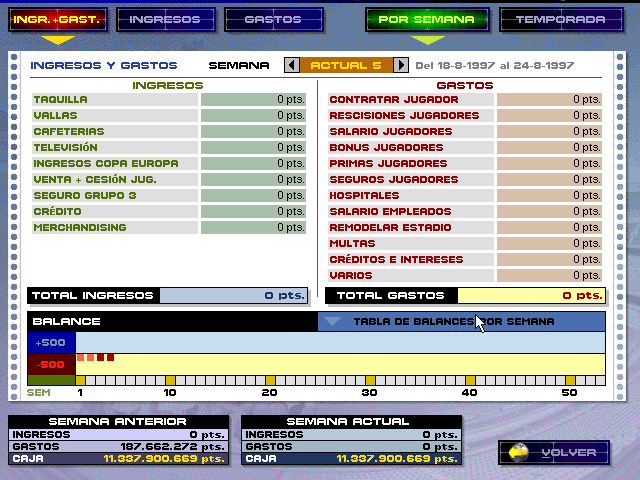 INGR.+GAST. INGRESOS GASTOS POR SEMANA TEMPORADA
INGRESOS Y GASTOS SEMANA ACTUAL 5 Del 18-8-1997 al 24-8-1997
INGRESOS GASTOS
TAQUILLA 0 pts. CONTRATAR JUGADOR 0 pts.
VALLAS 0 pts. RESCISIONES JUGADORES 0 pts.
CAFETERIAS 0 pts. SALARIO JUGADORES 0 pts.
TELEVISIÓN 0 pts. BONUS JUGADORES 0 pts.
INGRESOS COPA EUROPA 0 pts. PRIMAS JUGADORES 0 pts.
VENTA + CESIÓN JUG. 0 pts. SEGUROS JUGADORES 0 pts.
SEGURO GRUPO 3 0 pts. HOSPITALES 0 pts.
CRÉDITO 0 pts. SALARIO EMPLEADOS 0 pts.
MERCHANDISING 0 pts. REMODELAR ESTADIO 0 pts.
MULTAS 0 pts.
CRÉDITOS E INTERESES 0 pts.
VARIOS 0 pts.
TOTAL INGRESOS 0 pts. TOTAL GASTOS 0 pts.
BALANCE TABLA DE BALANCES POR SEMANA
+500
-500
SEM 1 10 20 30 40 50
SEMANA ANTERIOR SEMANA ACTUAL
INGRESOS 0 pts. INGRESOS 0 pts.
GASTOS 187.662.272 pts. GASTOS 0 pts.
CAJA 11.337.900.669 pts. CAJA 11.337.900.669 pts.
VOLVER